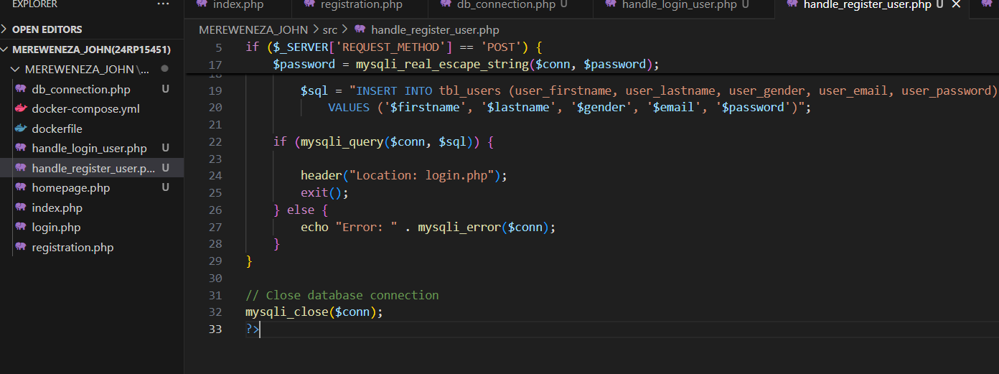 EXPLORER ···
index.php registration.php db_connection.php U handle_login_user.php U handle_register_user.php U ×
OPEN EDITORS
MEREWENEZA_JOHN(24RP15451)
MEREWENEZA_JOHN \...
db_connection.php U
docker-compose.yml
dockerfile
handle_login_user.php U
handle_register_user.p... U
homepage.php U
index.php
login.php
registration.php
MEREWENEZA_JOHN > src > handle_register_user.php
5 if ($_SERVER['REQUEST_METHOD'] == 'POST') {
17 $password = mysqli_real_escape_string($conn, $password);
18
19 $sql = "INSERT INTO tbl_users (user_firstname, user_lastname, user_gender, user_email, user_password)
20 VALUES ('$firstname', '$lastname', '$gender', '$email', '$password')";
21
22 if (mysqli_query($conn, $sql)) {
23
24 header("Location: login.php");
25 exit();
26 } else {
27 echo "Error: " . mysqli_error($conn);
28 }
29 }
30
31 // Close database connection
32 mysqli_close($conn);
33 ?>